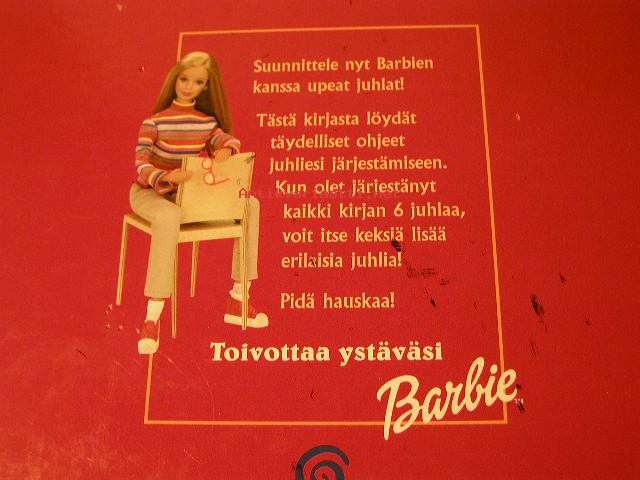 Suunnittele nyt Barbien
kanssa upeat juhlat!
Tästä kirjasta löydät
täydelliset ohjeet
juhliesi järjestämiseen.
Kun olet järjestänyt
kaikki kirjan 6 juhlaa,
voit itse keksiä lisää
erilaisia juhlia!
Pidä hauskaa!
Toivottaa ystäväsi
Barbie